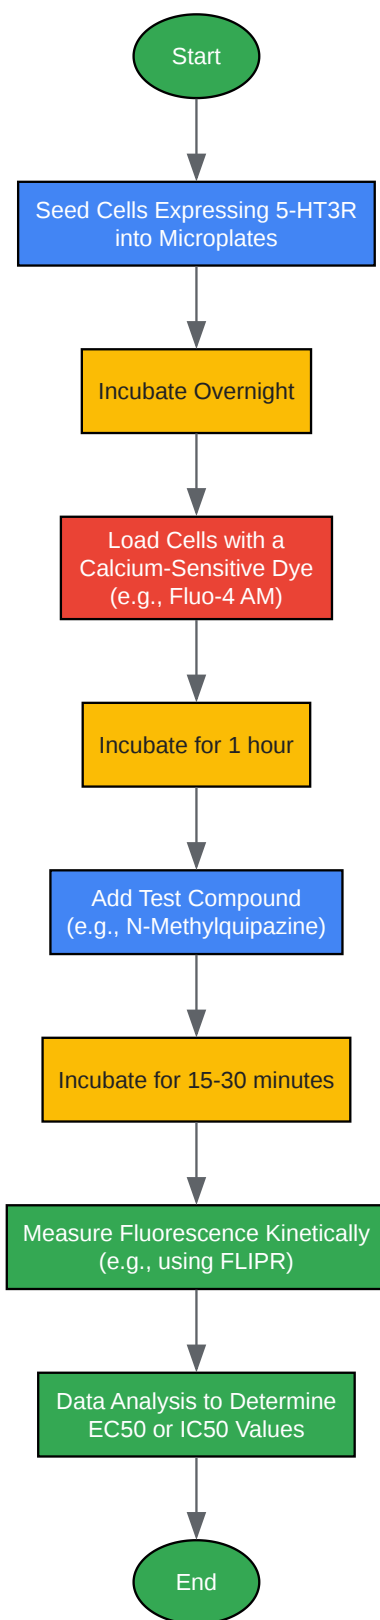 Start
Seed Cells Expressing 5-HT3R
into Microplates
Incubate Overnight
Load Cells with a
Calcium-Sensitive Dye
(e.g., Fluo-4 AM)
Incubate for 1 hour
Add Test Compound
(e.g., N-Methylquipazine)
Incubate for 15-30 minutes
Measure Fluorescence Kinetically
(e.g., using FLIPR)
Data Analysis to Determine
EC50 or IC50 Values
End